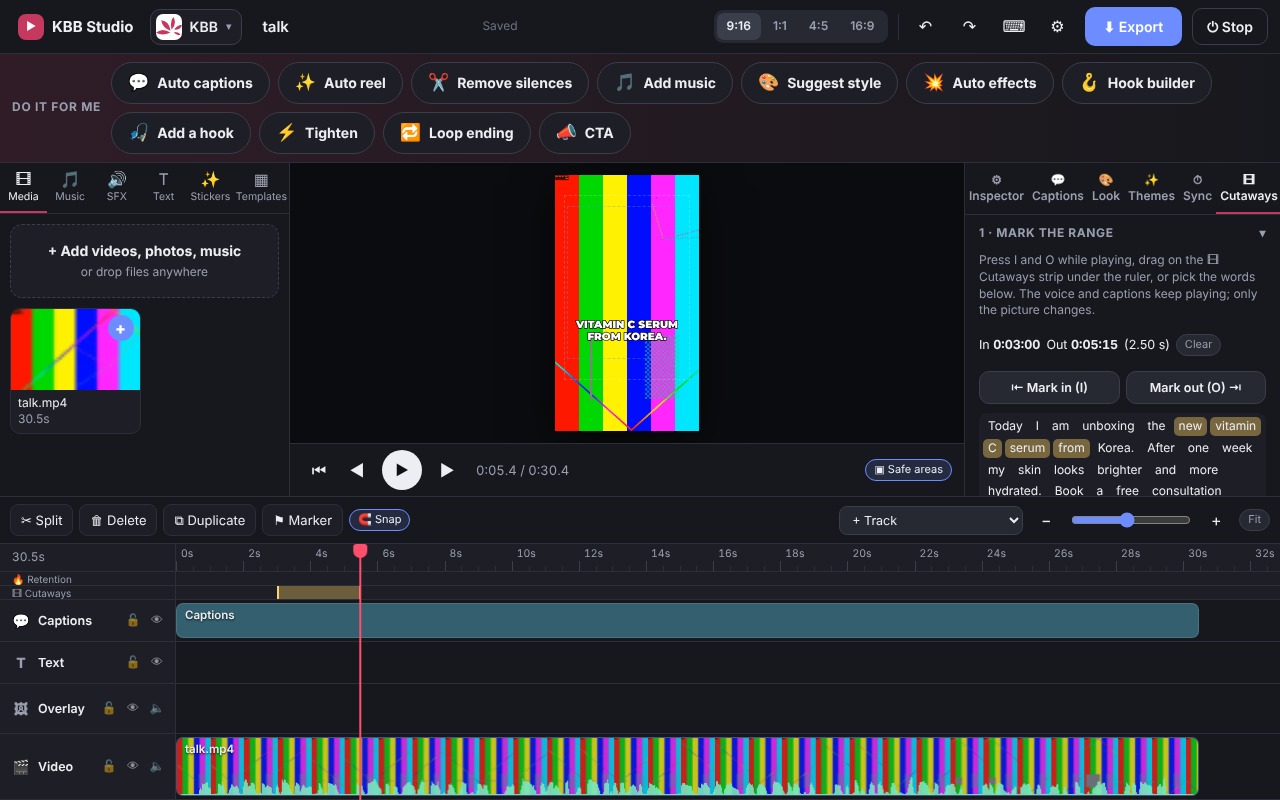 KBB Studio
KBB
talk
Saved
9:16 1:1 4:5 16:9
Export
Stop
DO IT FOR ME
Auto captions
Auto reel
Remove silences
Add music
Suggest style
Auto effects
Hook builder
Add a hook
Tighten
Loop ending
CTA
Media Music SFX Text Stickers Templates
+ Add videos, photos, music
or drop files anywhere
talk.mp4
30.5s
VITAMIN C SERUM
FROM KOREA.
0:05.4 / 0:30.4
Safe areas
Inspector Captions Look Themes Sync Cutaways
1 · MARK THE RANGE
Press I and O while playing, drag on the
Cutaways strip under the ruler, or pick the words
below. The voice and captions keep playing; only
the picture changes.
In 0:03:00 Out 0:05:15 (2.50 s) Clear
Mark in (I) Mark out (O)
Today I am unboxing the new vitamin
C serum from Korea. After one week
my skin looks brighter and more
hydrated. Book a free consultation
Split Delete Duplicate Marker Snap
+ Track
− + Fit
30.5s
0s 2s 4s 6s 8s 10s 12s 14s 16s 18s 20s 22s 24s 26s 28s 30s 32s
Retention
Cutaways
Captions
Captions
Text
Overlay
Video
talk.mp4